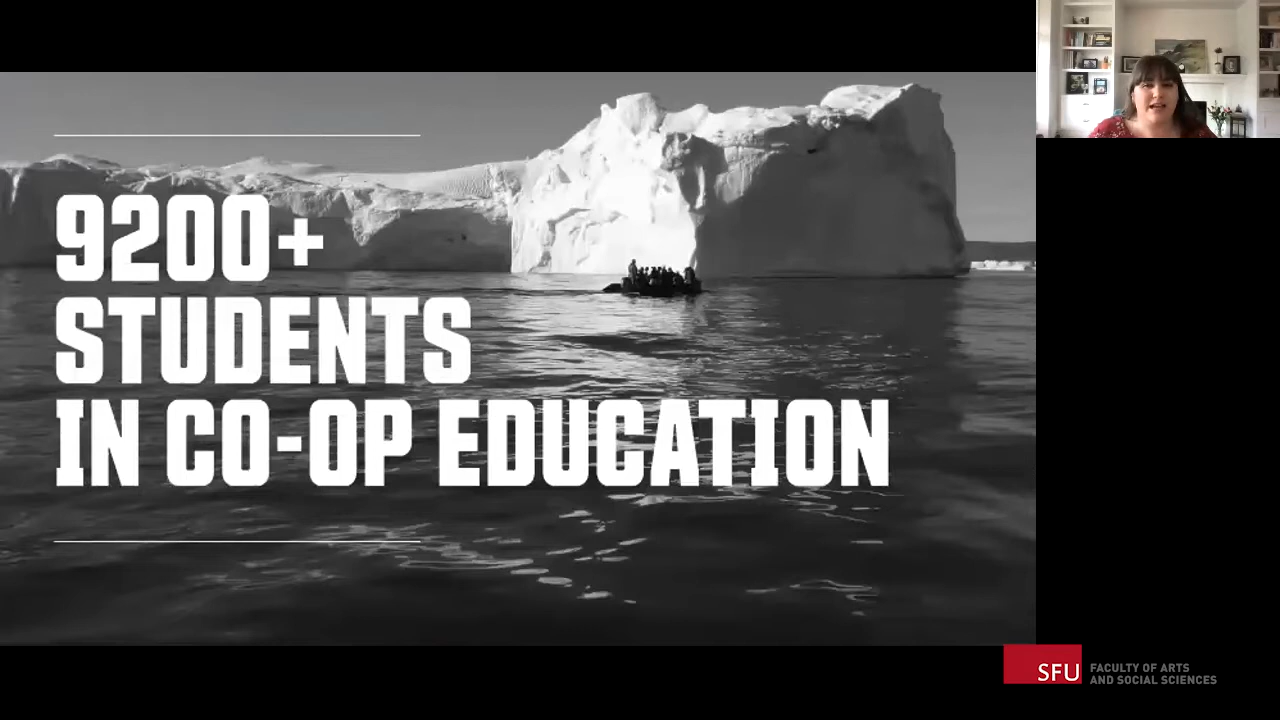 9200+
STUDENTS
IN CO-OP EDUCATION
SFU
FACULTY OF ARTS
AND SOCIAL SCIENCES